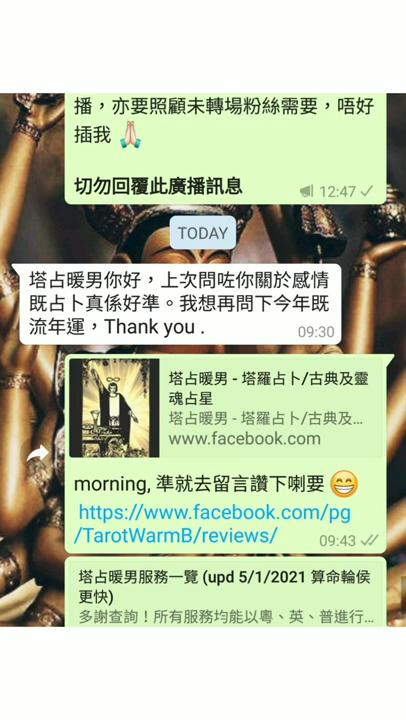 播，亦要照顧未轉場粉絲需要，唔好
插我 🙏🏻
切勿回覆此廣播訊息
12:47
TODAY
塔占暖男你好，上次問咗你關於感情
既占卜真係好準。我想再問下今年既
流年運，Thank you .
09:30
塔占暖男 - 塔羅占卜/古典及靈
魂占星
塔占暖男 - 塔羅占卜/古典及...
www.facebook.com
morning, 準就去留言讚下喇要 😁
https://www.facebook.com/pg
/TarotWarmB/reviews/
09:43
塔占暖男服務一覽 (upd 5/1/2021 算命輪侯
更快)
多謝查詢！所有服務均能以粵、英、普進行...